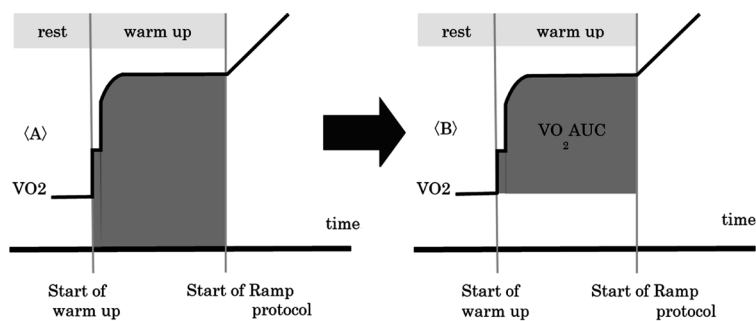 rest
warm up
⟨A⟩
VO2
time
Start of
warm up
Start of Ramp
protocol
rest
warm up
⟨B⟩
VO AUC
2
VO2
time
Start of
warm up
Start of Ramp
protocol